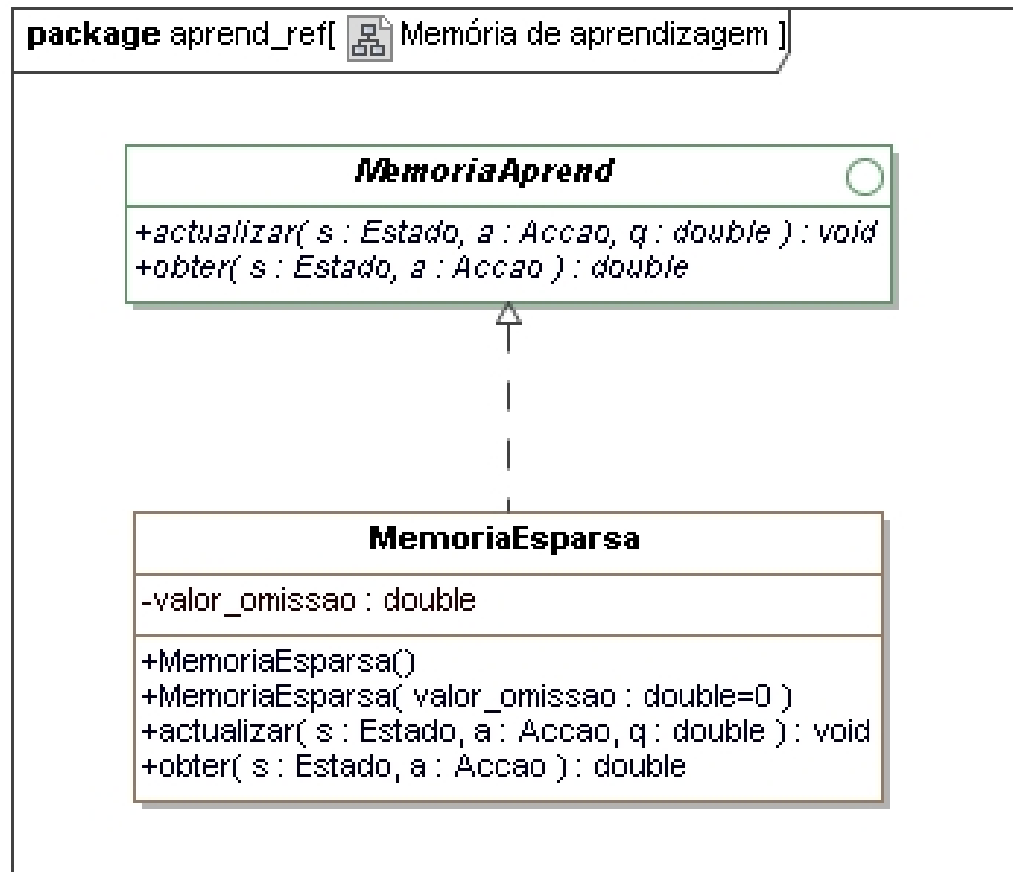 package aprend_ref[ Memória de aprendizagem ]
MemoriaAprend
+actualizar( s : Estado, a : Accao, q : double ) : void
+obter( s : Estado, a : Accao ) : double
MemoriaEsparsa
-valor_omissao : double
+MemoriaEsparsa()
+MemoriaEsparsa( valor_omissao : double=0 )
+actualizar( s : Estado, a : Accao, q : double ) : void
+obter( s : Estado, a : Accao ) : double